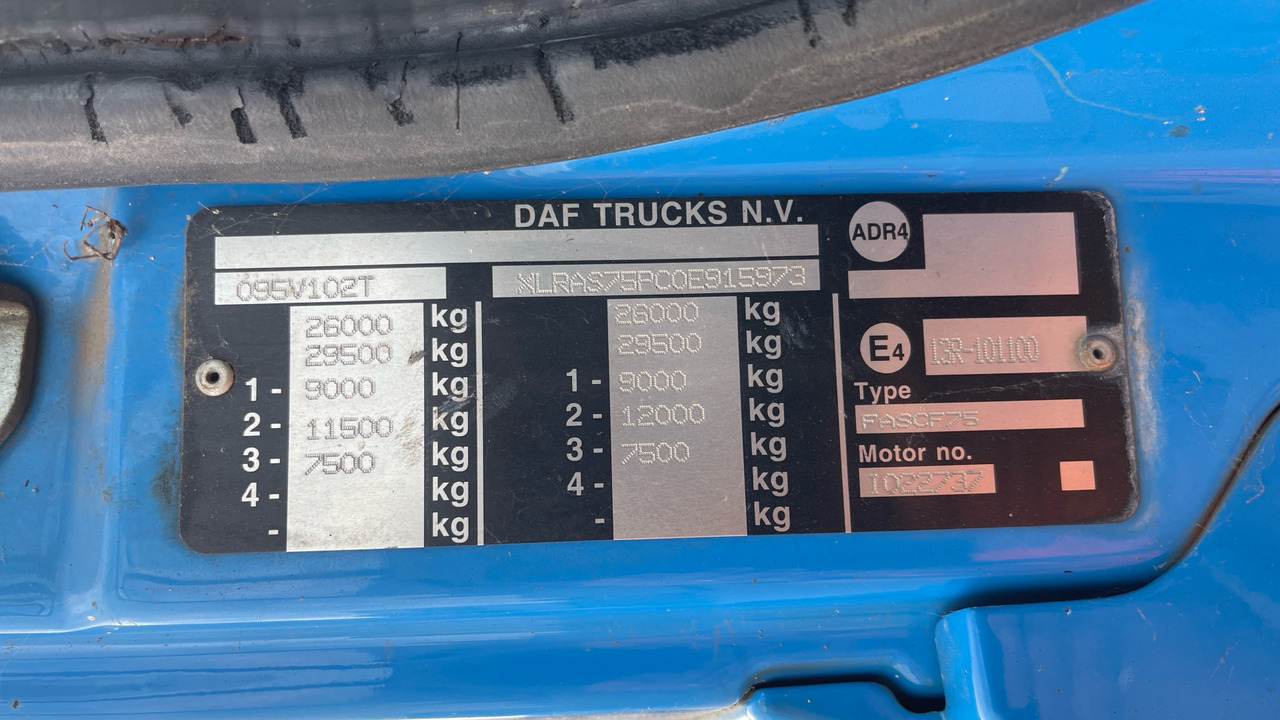 DAF TRUCKS N.V.
O95V102T
XLRAS75PC0E915973
26000 kg
29500 kg
1 - 9000 kg
2 - 11500 kg
3 - 7500 kg
4 - kg
- kg
26000 kg
29500 kg
1 - 9000 kg
2 - 12000 kg
3 - 7500 kg
4 - kg
- kg
ADR4
E4 13R-101100
Type
FASCF75
Motor no.
IO22737